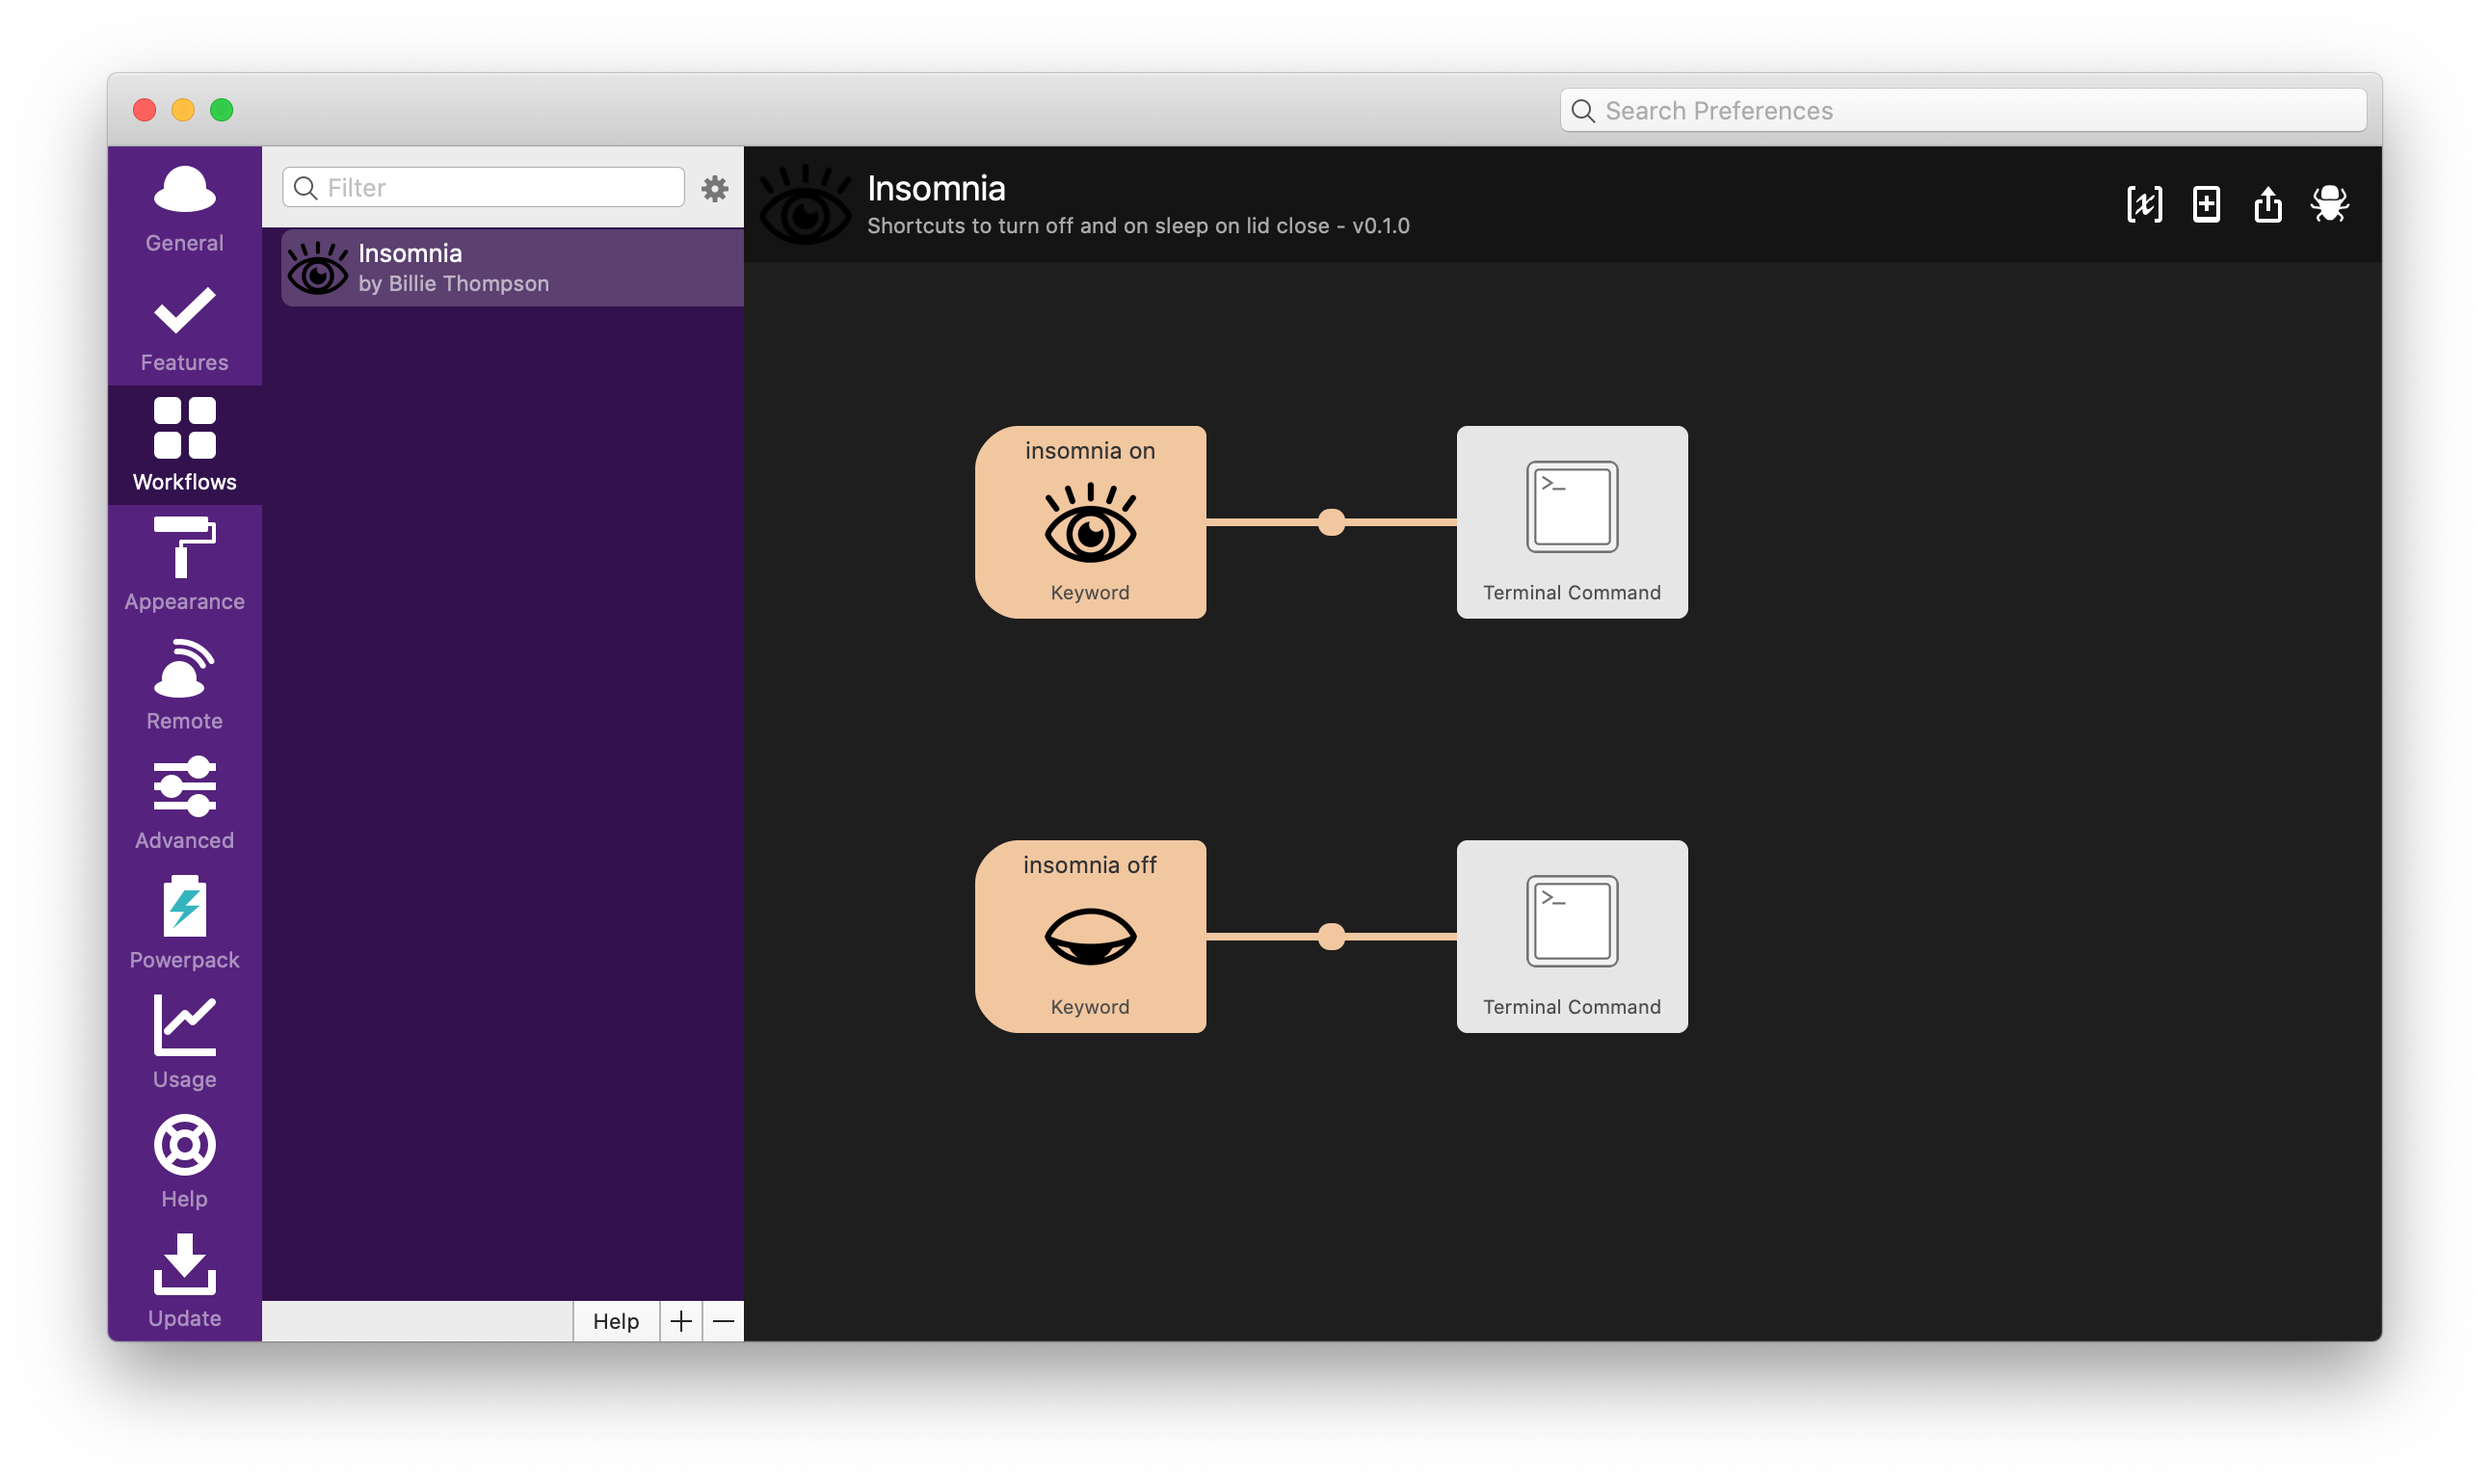 Search Preferences
General
Features
Workflows
Appearance
Remote
Advanced
Powerpack
Usage
Help
Update
Filter
Insomnia
by Billie Thompson
Help
Insomnia
Shortcuts to turn off and on sleep on lid close - v0.1.0
[x]
insomnia on
Keyword
>_
Terminal Command
insomnia off
Keyword
>_
Terminal Command